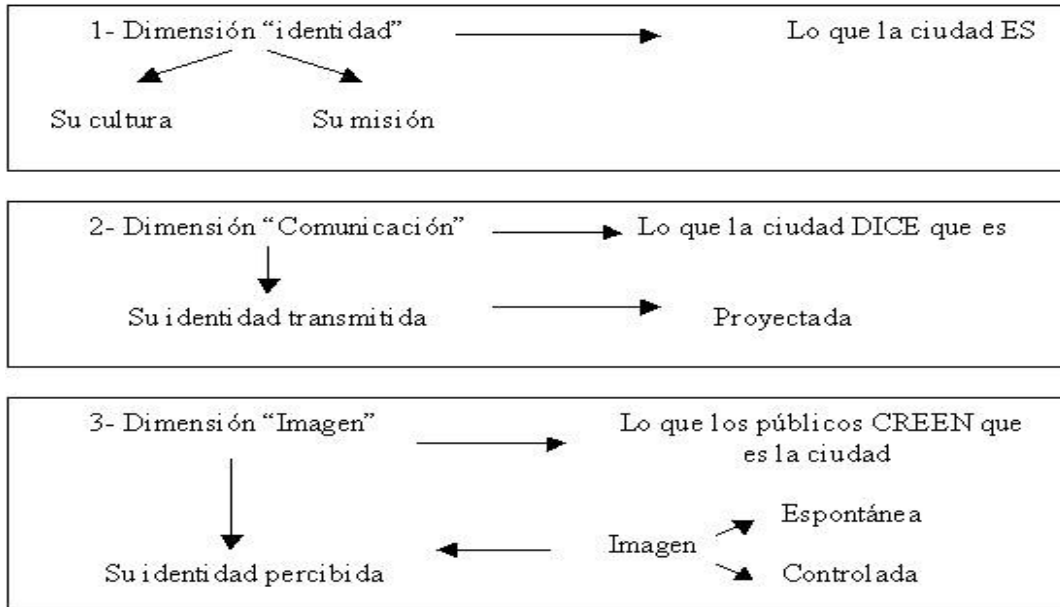 1- Dimensión “identidad”
Lo que la ciudad ES
Su cultura
Su misión
2- Dimensión “Comunicación”
Lo que la ciudad DICE que es
Su identidad transmitida
Proyectada
3- Dimensión “Imagen”
Lo que los públicos CREEN que
es la ciudad
Espontánea
Imagen
Su identidad percibida
Controlada